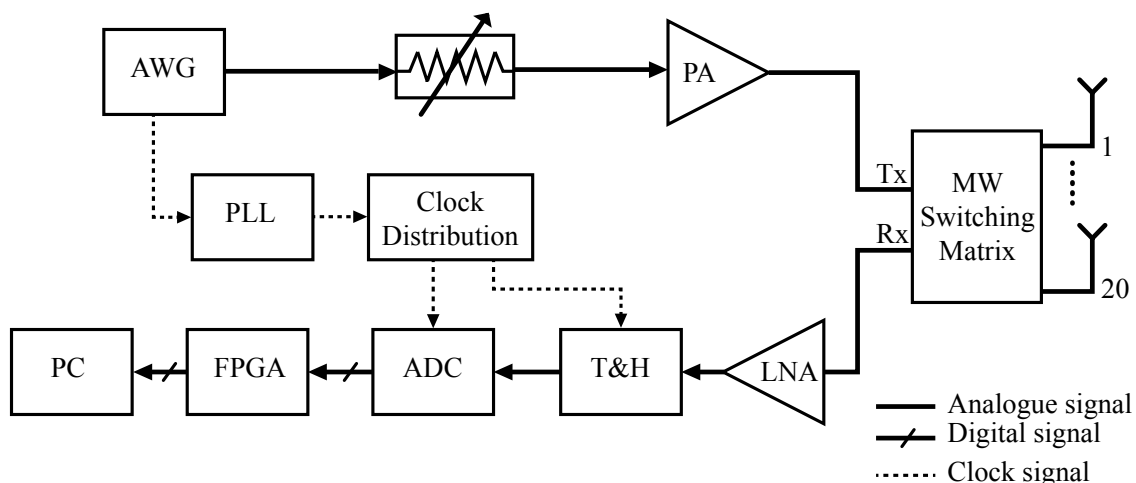 AWG
PA
Tx
Rx
MW
Switching
Matrix
1
20
PLL
Clock
Distribution
PC
FPGA
ADC
T&H
LNA
Analogue signal
Digital signal
Clock signal